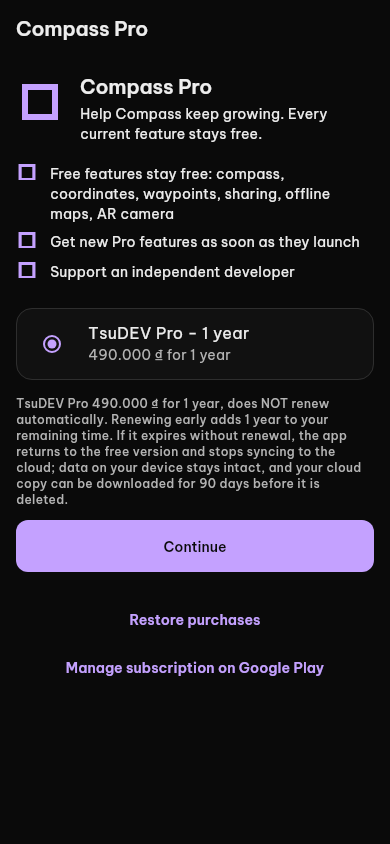 Compass Pro
Compass Pro
Help Compass keep growing. Every
current feature stays free.
Free features stay free: compass,
coordinates, waypoints, sharing, offline
maps, AR camera
Get new Pro features as soon as they launch
Support an independent developer
TsuDEV Pro – 1 year
490.000 ₫ for 1 year
TsuDEV Pro 490.000 ₫ for 1 year, does NOT renew
automatically. Renewing early adds 1 year to your
remaining time. If it expires without renewal, the app
returns to the free version and stops syncing to the
cloud; data on your device stays intact, and your cloud
copy can be downloaded for 90 days before it is
deleted.
Continue
Restore purchases
Manage subscription on Google Play